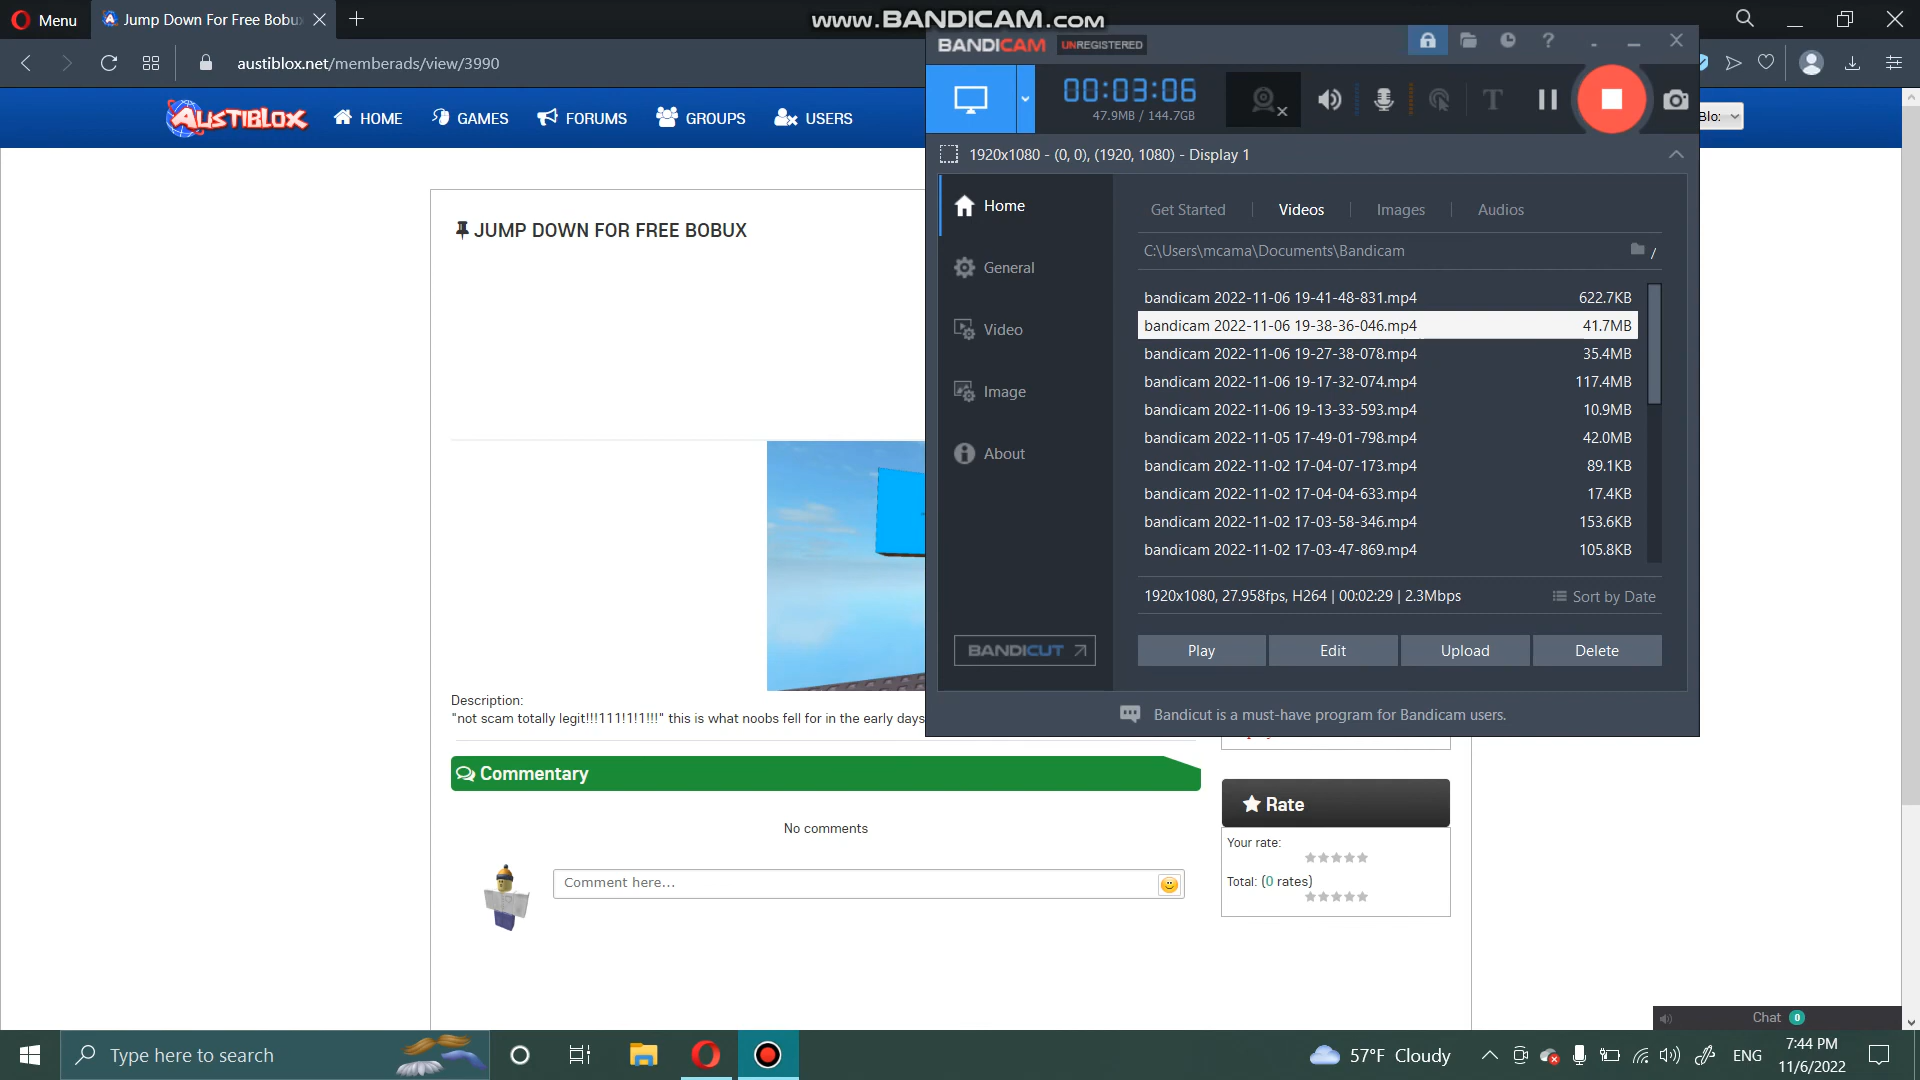 Menu
Jump Down For Free Bobux
www.BANDICAM.com
austiblox.net/memberads/view/3990
AUSTIBLOX
HOME
GAMES
FORUMS
GROUPS
USERS
JUMP DOWN FOR FREE BOBUX
Description:
"not scam totally legit!!!111!1!1!!!" this is what noobs fell for in the early days
Commentary
No comments
Comment here...
BANDICAM UNREGISTERED
00:03:06
47.9MB / 144.7GB
1920x1080 - (0, 0), (1920, 1080) - Display 1
Home
General
Video
Image
About
BANDICUT
Get Started
Videos
Images
Audios
C:\Users\mcama\Documents\Bandicam
bandicam 2022-11-06 19-41-48-831.mp4 622.7KB
bandicam 2022-11-06 19-38-36-046.mp4 41.7MB
bandicam 2022-11-06 19-27-38-078.mp4 35.4MB
bandicam 2022-11-06 19-17-32-074.mp4 117.4MB
bandicam 2022-11-06 19-13-33-593.mp4 10.9MB
bandicam 2022-11-05 17-49-01-798.mp4 42.0MB
bandicam 2022-11-02 17-04-07-173.mp4 89.1KB
bandicam 2022-11-02 17-04-04-633.mp4 17.4KB
bandicam 2022-11-02 17-03-58-346.mp4 153.6KB
bandicam 2022-11-02 17-03-47-869.mp4 105.8KB
1920x1080, 27.958fps, H264 | 00:02:29 | 2.3Mbps
Sort by Date
Play
Edit
Upload
Delete
Bandicut is a must-have program for Bandicam users.
Rate
Your rate:
Total: (0 rates)
Chat 0
Type here to search
57°F Cloudy
ENG
7:44 PM
11/6/2022